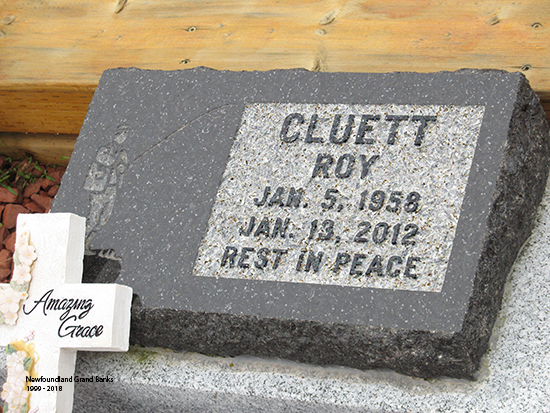 CLUETT
ROY
JAN. 5, 1958
JAN. 13, 2012
REST IN PEACE
Amazing
Grace
Newfoundland Grand Banks
1999 - 2018